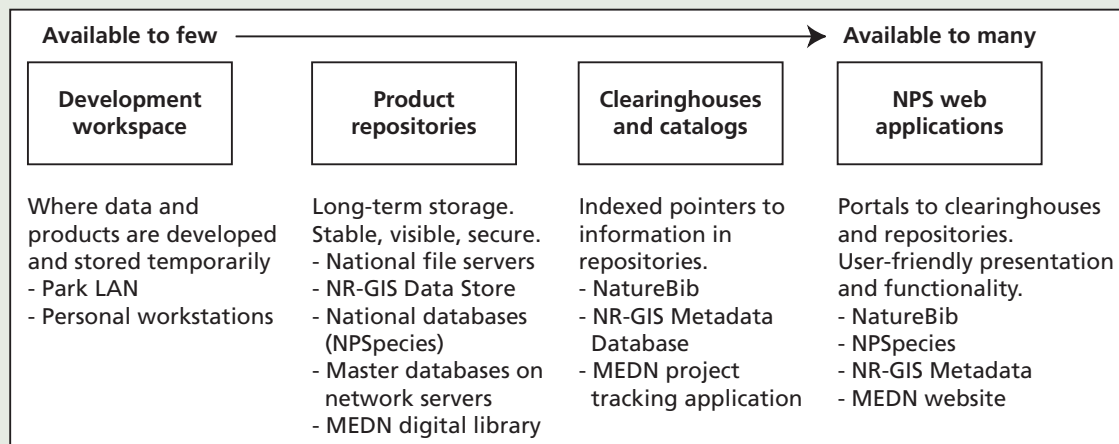 Available to few
Available to many
Development
workspace
Product
repositories
Clearinghouses
and catalogs
NPS web
applications
Where data and
products are developed
and stored temporarily
- Park LAN
- Personal workstations
Long-term storage.
Stable, visible, secure.
- National file servers
- NR-GIS Data Store
- National databases
(NPSpecies)
- Master databases on
network servers
- MEDN digital library
Indexed pointers to
information in
repositories.
- NatureBib
- NR-GIS Metadata
Database
- MEDN project
tracking application
Portals to clearinghouses
and repositories.
User-friendly presentation
and functionality.
- NatureBib
- NPSpecies
- NR-GIS Metadata
- MEDN website